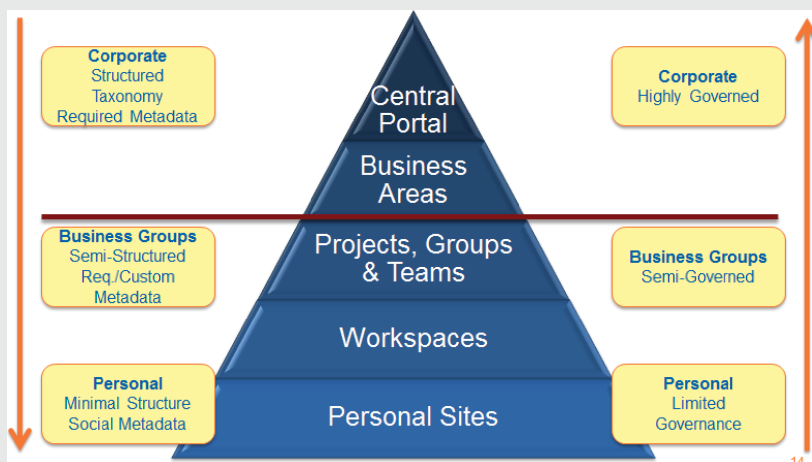 Corporate
Structured
Taxonomy
Required Metadata
Central
Portal
Corporate
Highly Governed
Business
Areas
Business Groups
Semi-Structured
Req./Custom
Metadata
Projects, Groups
& Teams
Business Groups
Semi-Governed
Workspaces
Personal
Minimal Structure
Social Metadata
Personal Sites
Personal
Limited
Governance
14